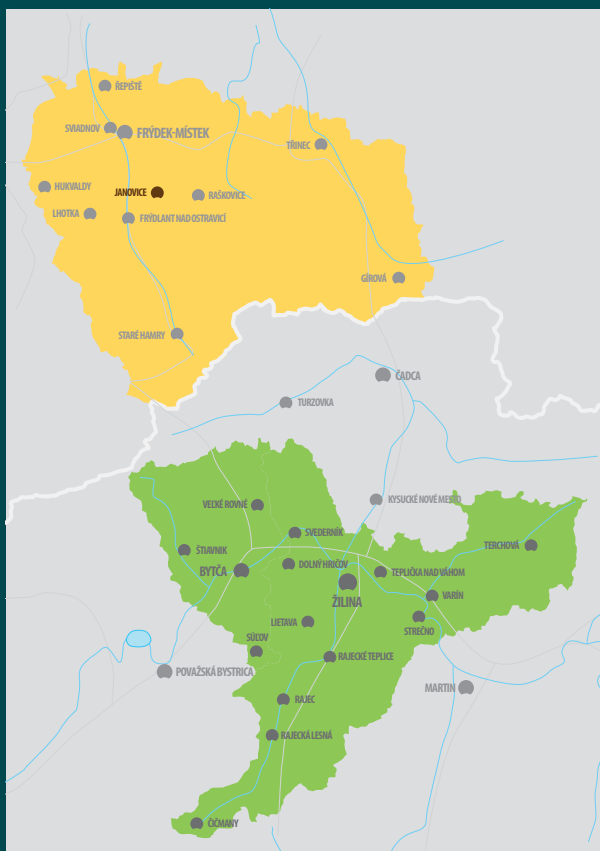 ŘEPIŠTĚ
SVIADNOV
FRÝDEK-MÍSTEK
TŘINEC
HUKVALDY
JANOVICE
RAŠKOVICE
LHOTKA
FRÝDLANT NAD OSTRAVICÍ
GÍROVÁ
STARÉ HAMRY
ČADCA
TURZOVKA
KYSUCKÉ NOVÉ MESTO
VEĽKÉ ROVNÉ
SVEDERNÍK
TERCHOVÁ
ŠTIAVNIK
BYTČA
DOLNÝ HRIČOV
TEPLIČKA NAD VÁHOM
ŽILINA
VARÍN
LIETAVA
STREČNO
SÚĽOV
RAJECKÉ TEPLICE
POVAŽSKÁ BYSTRICA
MARTIN
RAJEC
RAJECKÁ LESNÁ
ČIČMANY